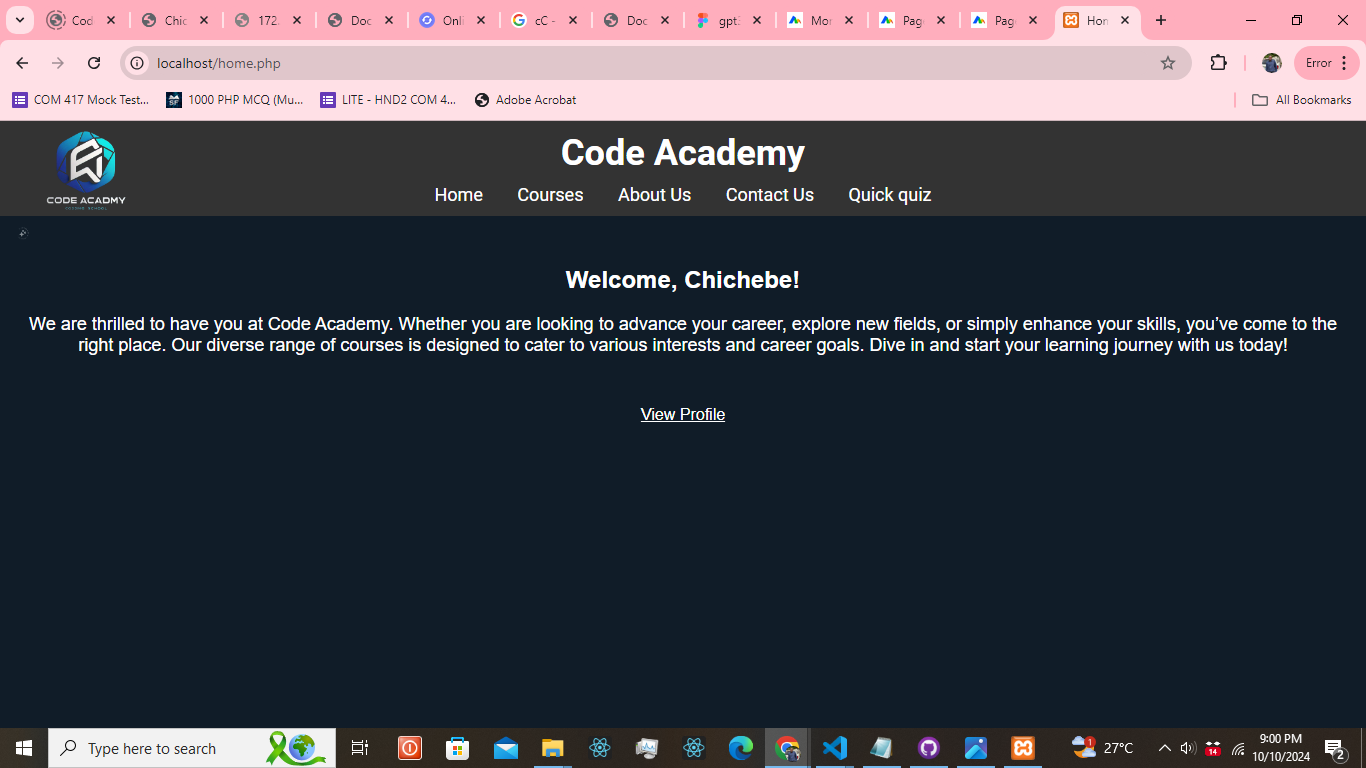 Cod
Chic
172.
Doc
Onli
cC -
Doc
gpt:
Mor
Pag
Pag
Hon
localhost/home.php
Error
COM 417 Mock Test...
1000 PHP MCQ (Mu...
LITE - HND2 COM 4...
Adobe Acrobat
All Bookmarks
CODE ACADMY
Code Academy
Home
Courses
About Us
Contact Us
Quick quiz
Welcome, Chichebe!
We are thrilled to have you at Code Academy. Whether you are looking to advance your career, explore new fields, or simply enhance your skills, you’ve come to the
right place. Our diverse range of courses is designed to cater to various interests and career goals. Dive in and start your learning journey with us today!
View Profile
Type here to search
1
27°C
14
9:00 PM
10/10/2024
2